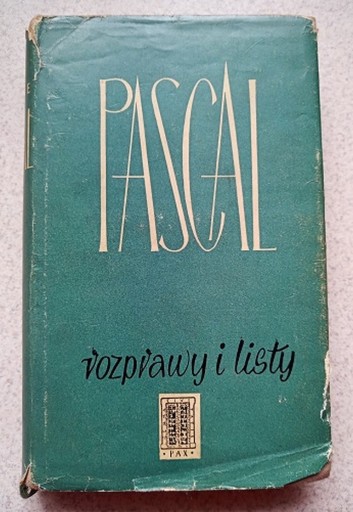 PASCAL
rozprawy i listy
• PAX •